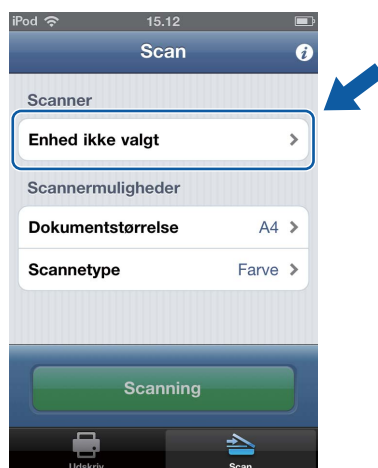 iPod 15.12
Scan
Scanner
Enhed ikke valgt
Scannermuligheder
Dokumentstørrelse A4
Scannetype Farve
Scanning
Udskriv Scan